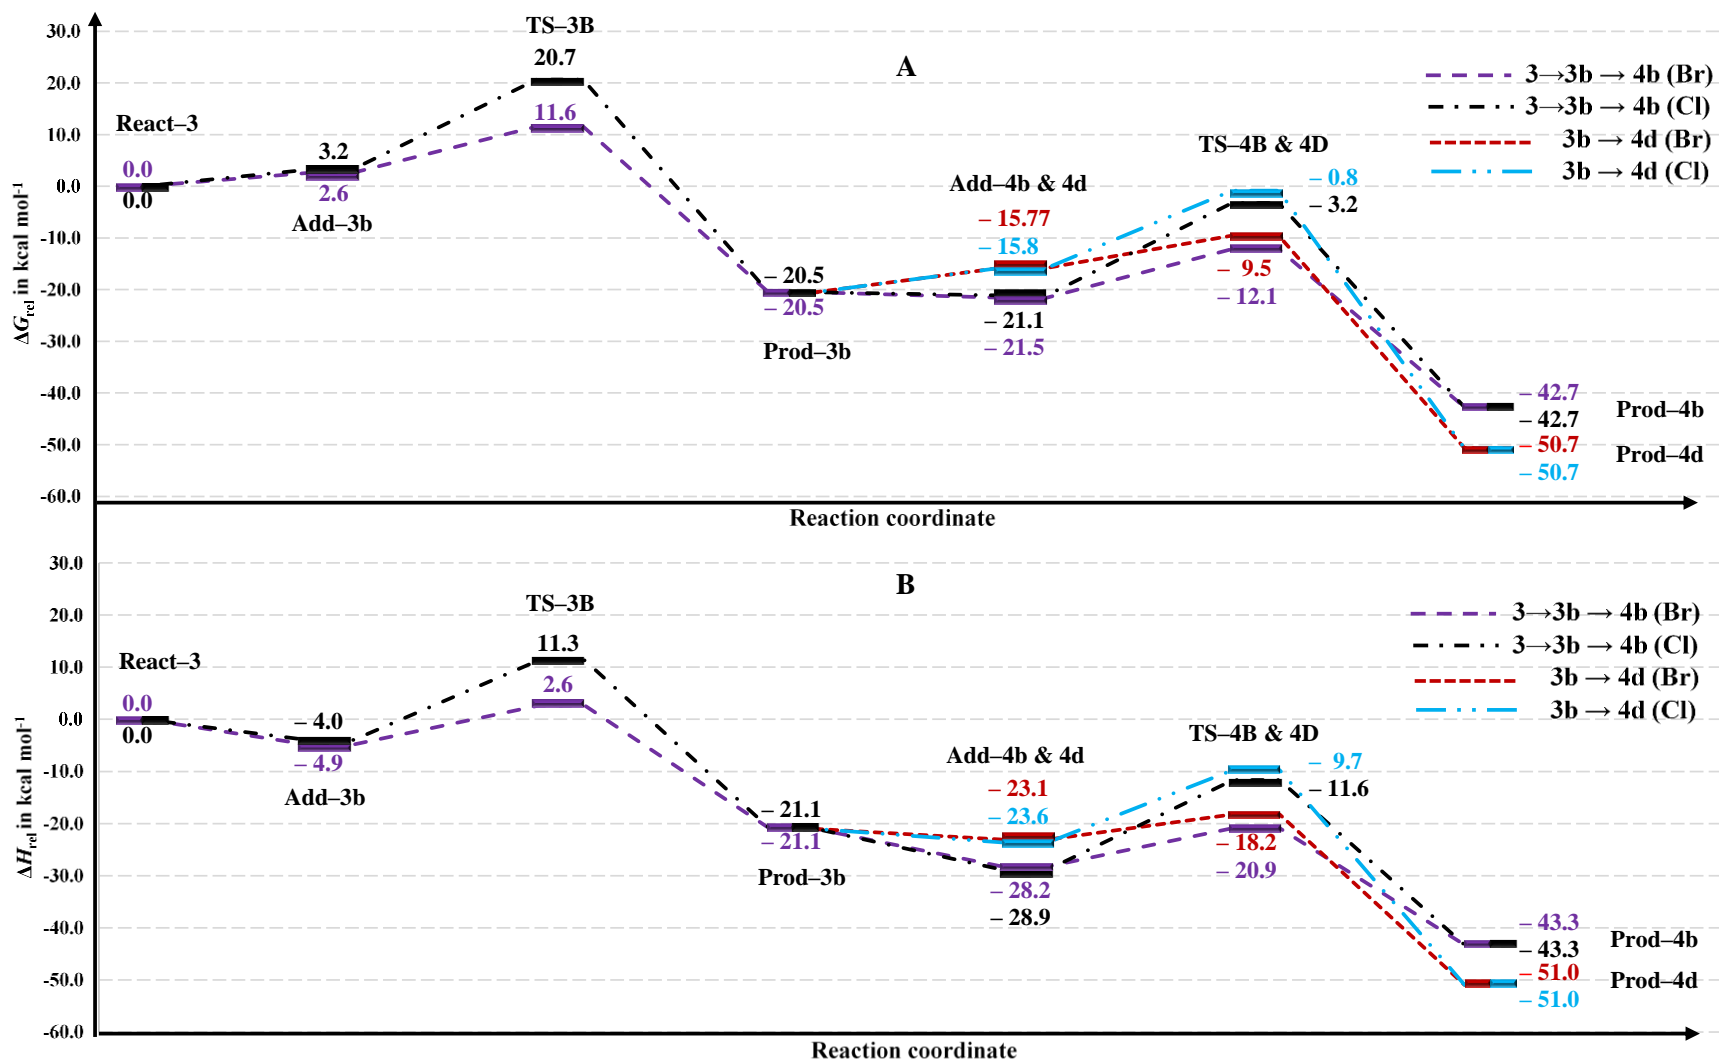 30.0
20.0
10.0
0.0
-10.0
-20.0
-30.0
-40.0
-50.0
-60.0
ΔGrel in kcal mol-1
A
React–3
0.0
0.0
3.2
2.6
Add–3b
TS–3B
20.7
11.6
– 20.5
– 20.5
Prod–3b
Add–4b & 4d
– 15.77
– 15.8
– 21.1
– 21.5
TS–4B & 4D
– 0.8
– 3.2
– 9.5
– 12.1
– 42.7
– 42.7
– 50.7
– 50.7
Prod–4b
Prod–4d
3→3b → 4b (Br)
3→3b → 4b (Cl)
3b → 4d (Br)
3b → 4d (Cl)
Reaction coordinate
30.0
20.0
10.0
0.0
-10.0
-20.0
-30.0
-40.0
-50.0
-60.0
ΔHrel in kcal mol-1
B
React–3
0.0
0.0
– 4.0
– 4.9
Add–3b
TS–3B
11.3
2.6
– 21.1
– 21.1
Prod–3b
Add–4b & 4d
– 23.1
– 23.6
– 28.2
– 28.9
TS–4B & 4D
– 9.7
– 11.6
– 18.2
– 20.9
– 43.3
– 43.3
– 51.0
– 51.0
Prod–4b
Prod–4d
3→3b → 4b (Br)
3→3b → 4b (Cl)
3b → 4d (Br)
3b → 4d (Cl)
Reaction coordinate